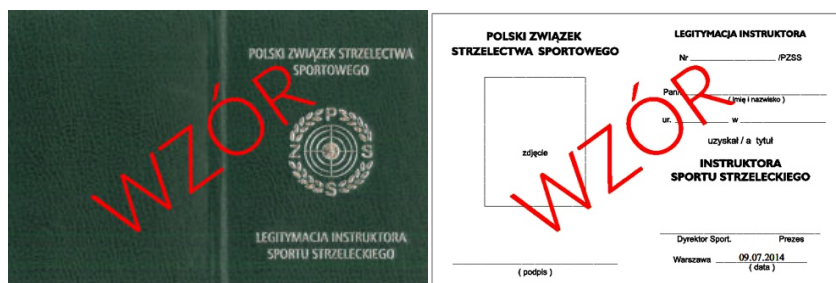 POLSKI ZWIĄZEK STRZELECTWA
SPORTOWEGO
P
Z S
S
LEGITYMACJA INSTRUKTORA
SPORTU STRZELECKIEGO
WZÓR
POLSKI ZWIĄZEK
STRZELECTWA SPORTOWEGO
zdjęcie
( podpis )
LEGITYMACJA INSTRUKTORA
Nr /PZSS
Pan
( imię i nazwisko )
ur. w
uzyskał / a tytuł
INSTRUKTORA
SPORTU STRZELECKIEGO
Dyrektor Sport. Prezes
Warszawa 09.07.2014
( data )
WZÓR